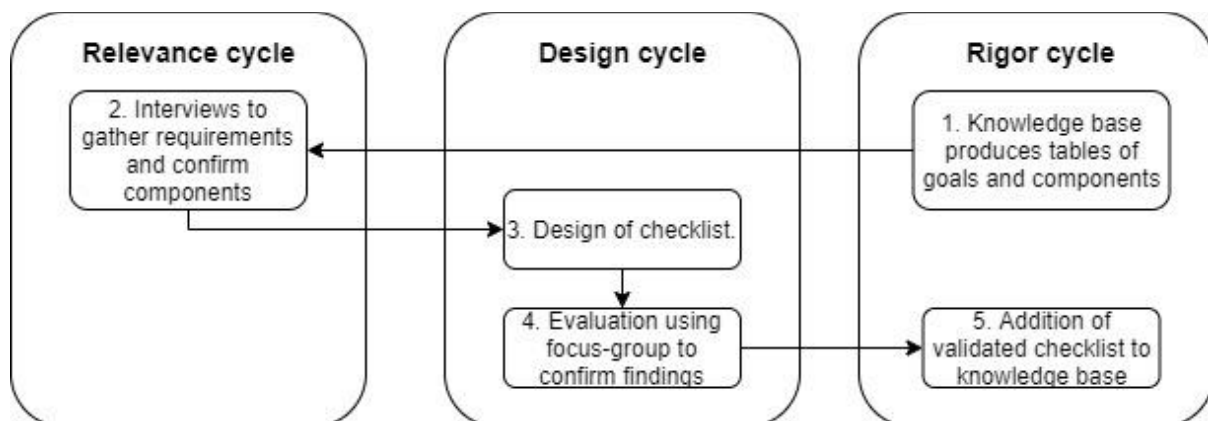 Relevance cycle
2. Interviews to
gather requirements
and confirm
components
Design cycle
3. Design of checklist.
4. Evaluation using
focus-group to
confirm findings
Rigor cycle
1. Knowledge base
produces tables of
goals and components
5. Addition of
validated checklist to
knowledge base